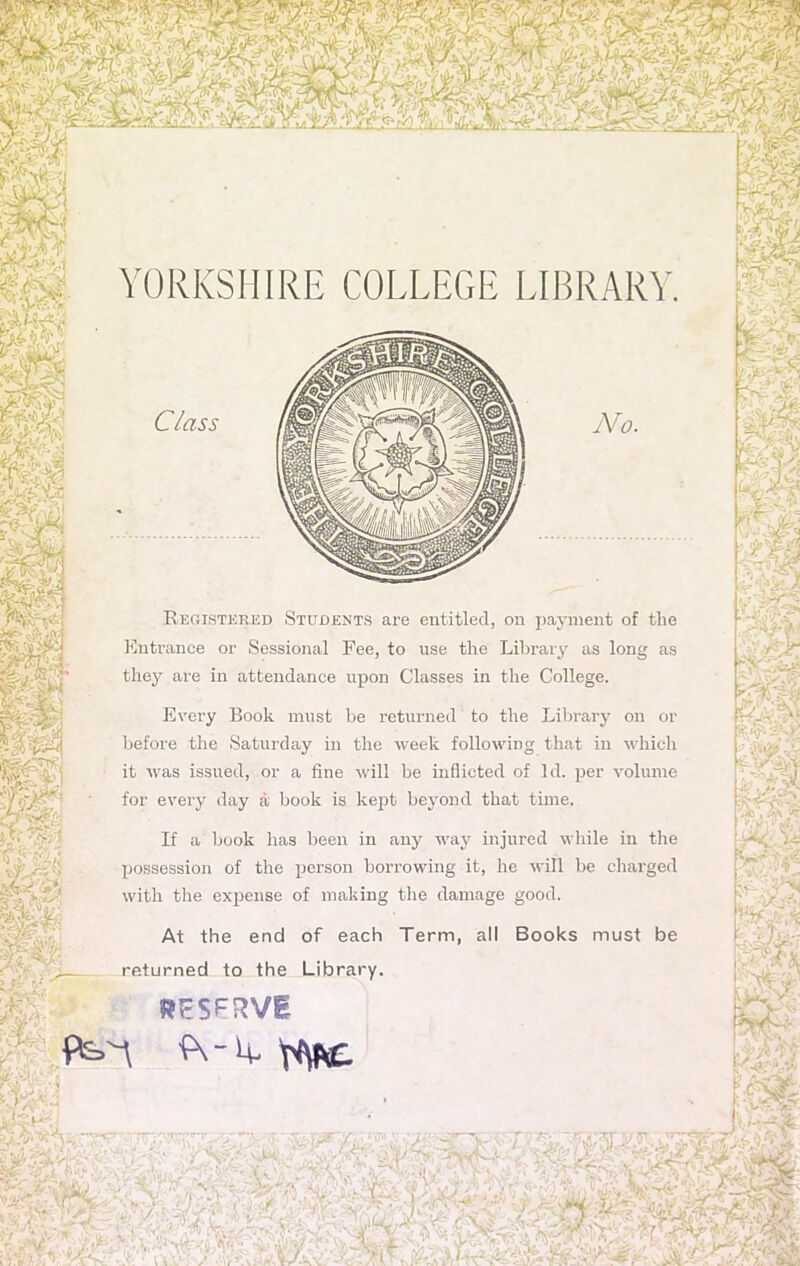 YORKSHIRE COLLEGE LIBRARY.
THE YORKSHIRE COLLEGE
Class
No.
REGISTERED STUDENTS are entitled, on payment of the
Entrance or Sessional Fee, to use the Library as long as
they are in attendance upon Classes in the College.
Every Book must be returned to the Library on or
before the Saturday in the week following that in which
it was issued, or a fine will be inflicted of 1d. per volume
for every day a book is kept beyond that time.
If a book has been in any way injured while in the
possession of the person borrowing it, he will be charged
with the expense of making the damage good.
At the end of each Term, all Books must be
returned to the Library.
RESERVE
A-4 MAC